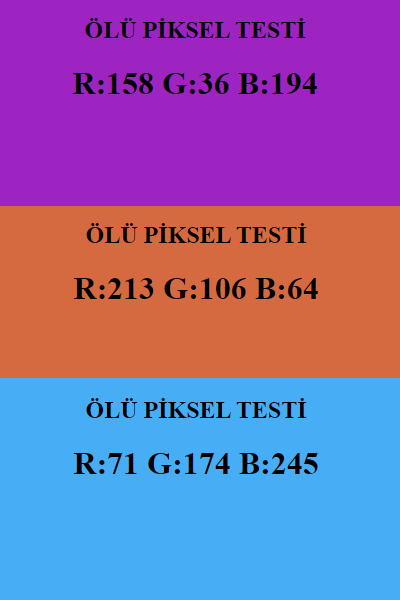 ÖLÜ PİKSEL TESTİ
R:158 G:36 B:194
ÖLÜ PİKSEL TESTİ
R:213 G:106 B:64
ÖLÜ PİKSEL TESTİ
R:71 G:174 B:245